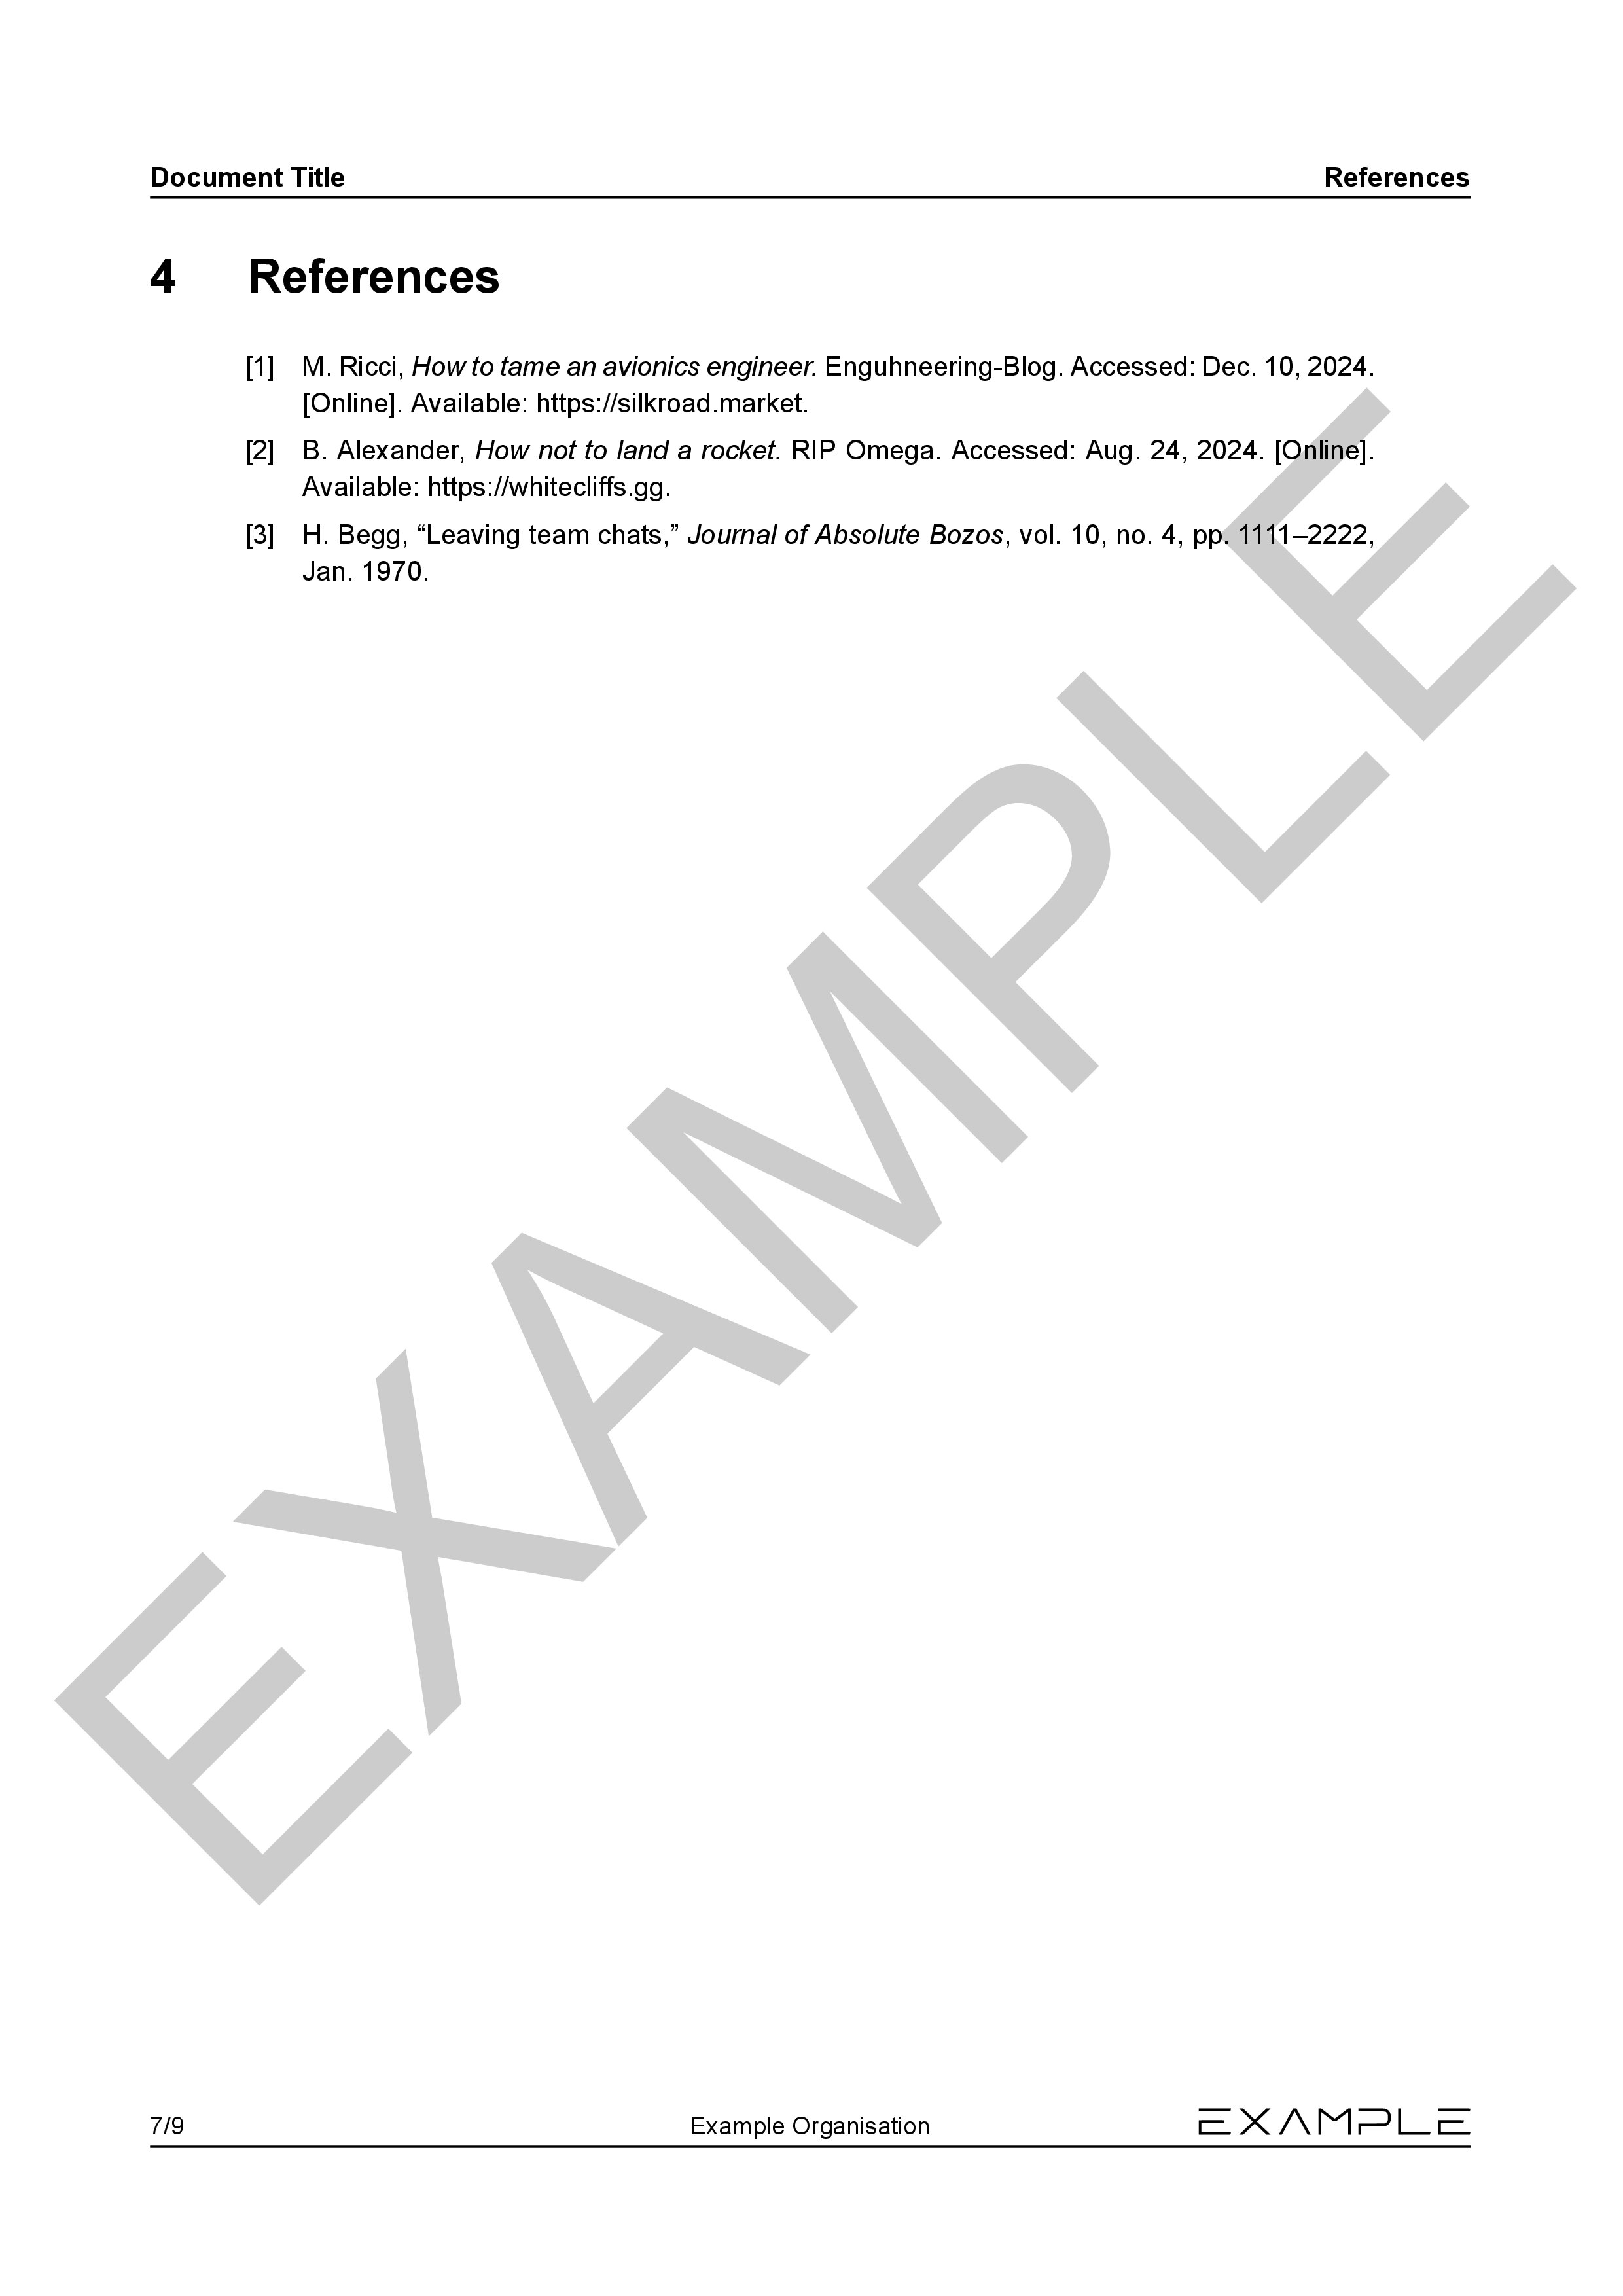 Document Title References
4 References
[1] M. Ricci, How to tame an avionics engineer. Enguhneering-Blog. Accessed: Dec. 10, 2024.
[Online]. Available: https://silkroad.market.
[2] B. Alexander, How not to land a rocket. RIP Omega. Accessed: Aug. 24, 2024. [Online].
Available: https://whitecliffs.gg.
[3] H. Begg, “Leaving team chats,” Journal of Absolute Bozos, vol. 10, no. 4, pp. 1111–2222,
Jan. 1970.
EXAMPLE
7/9 Example Organisation EXAMPLE